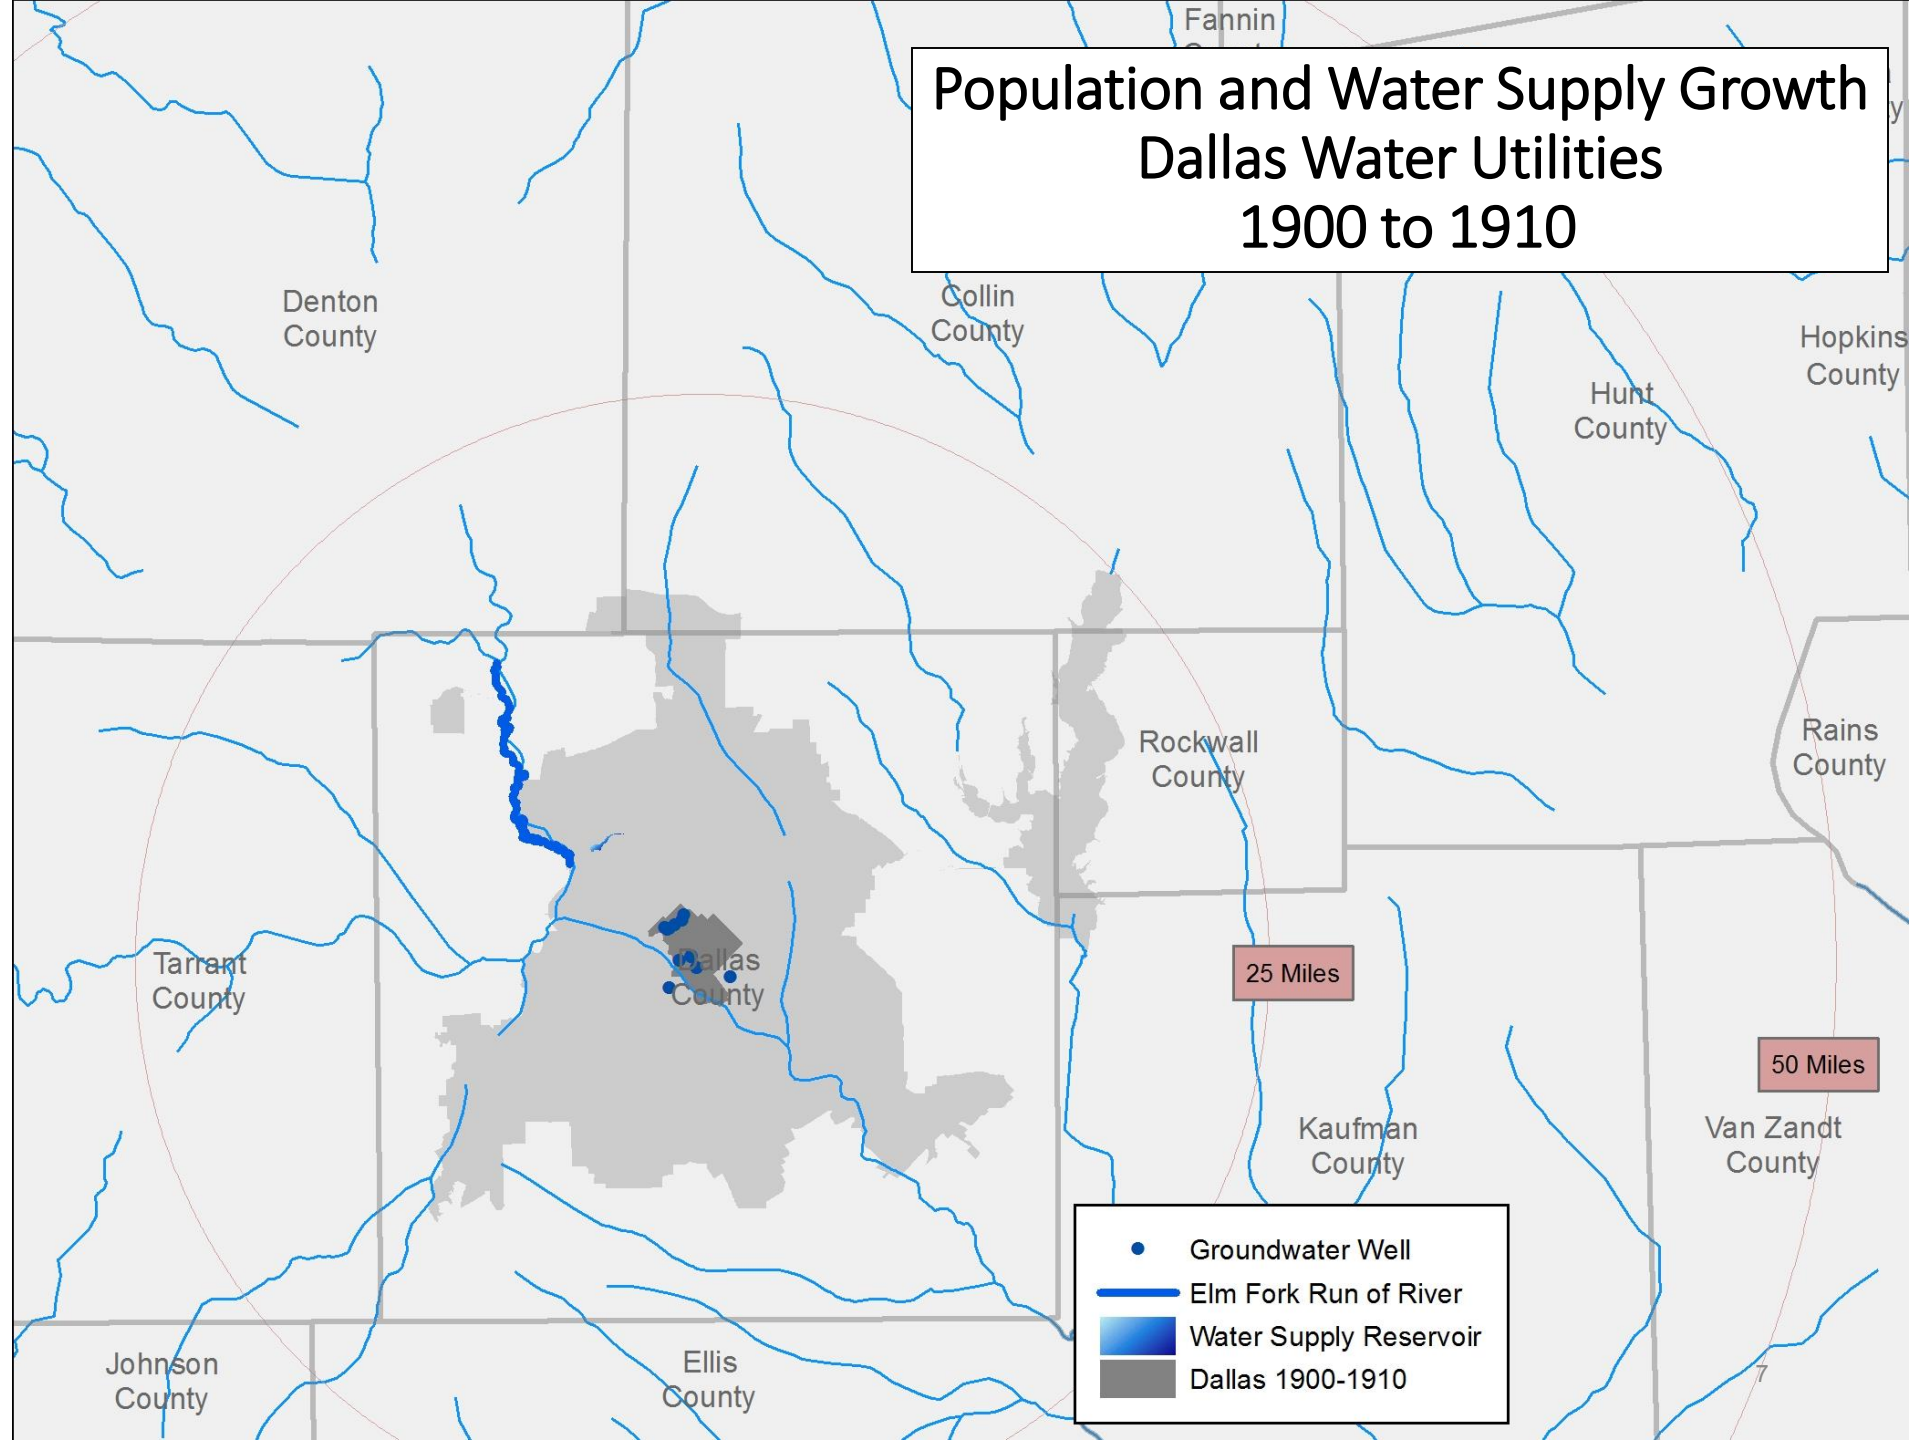 Fannin
Population and Water Supply Growth
Dallas Water Utilities
1900 to 1910
Denton
County
Collin
County
Hopkins
County
Hunt
County
Rockwall
County
Rains
County
Tarrant
County
Dallas
County
25 Miles
50 Miles
Kaufman
County
Van Zandt
County
Groundwater Well
Elm Fork Run of River
Water Supply Reservoir
Dallas 1900-1910
Johnson
County
Ellis
County
7